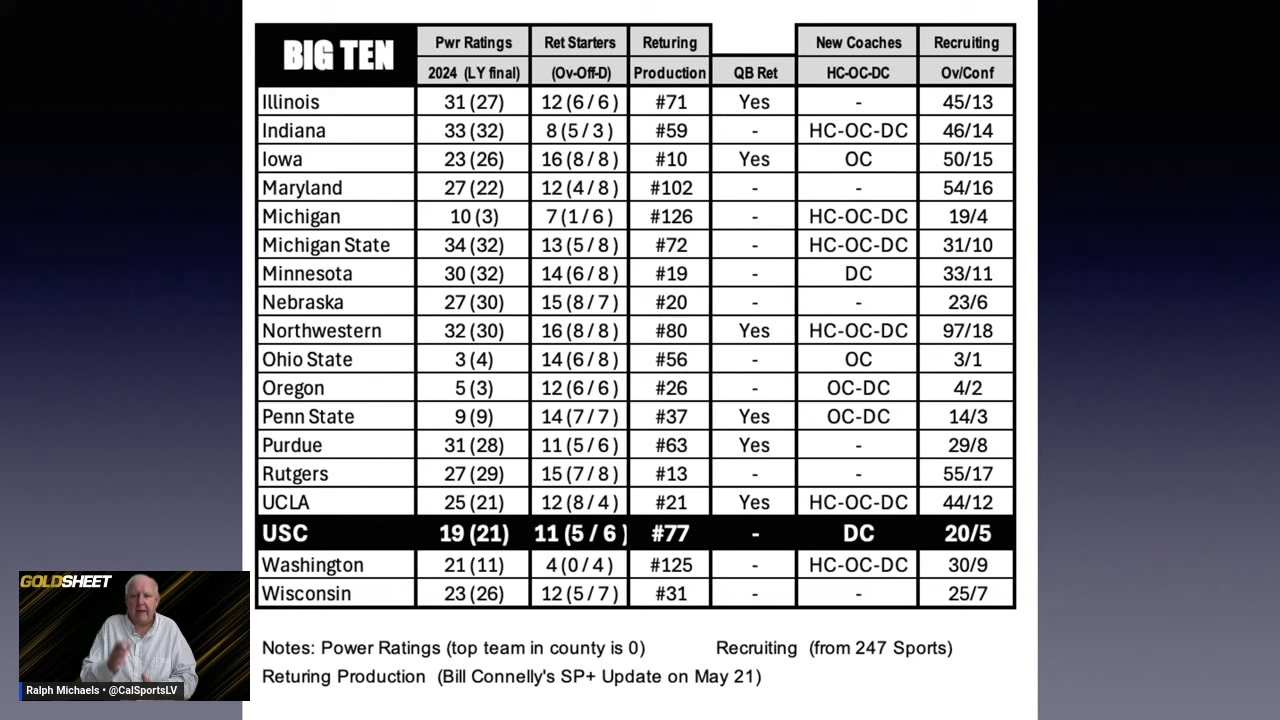 BIG TEN Pwr Ratings Ret Starters Returing New Coaches Recruiting
2024 (LY final) (Ov-Off-D) Production QB Ret HC-OC-DC Ov/Conf
Illinois 31 (27) 12 (6 / 6 ) #71 Yes - 45/13
Indiana 33 (32) 8 (5 / 3 ) #59 - HC-OC-DC 46/14
Iowa 23 (26) 16 (8 / 8 ) #10 Yes OC 50/15
Maryland 27 (22) 12 (4 / 8 ) #102 - - 54/16
Michigan 10 (3) 7 (1 / 6 ) #126 - HC-OC-DC 19/4
Michigan State 34 (32) 13 (5 / 8 ) #72 - HC-OC-DC 31/10
Minnesota 30 (32) 14 (6 / 8 ) #19 - DC 33/11
Nebraska 27 (30) 15 (8 / 7 ) #20 - - 23/6
Northwestern 32 (30) 16 (8 / 8 ) #80 Yes HC-OC-DC 97/18
Ohio State 3 (4) 14 (6 / 8 ) #56 - OC 3/1
Oregon 5 (3) 12 (6 / 6 ) #26 - OC-DC 4/2
Penn State 9 (9) 14 (7 / 7 ) #37 Yes OC-DC 14/3
Purdue 31 (28) 11 (5 / 6 ) #63 Yes - 29/8
Rutgers 27 (29) 15 (7 / 8 ) #13 - - 55/17
UCLA 25 (21) 12 (8 / 4 ) #21 Yes HC-OC-DC 44/12
USC 19 (21) 11 (5 / 6 ) #77 - DC 20/5
Washington 21 (11) 4 (0 / 4 ) #125 - HC-OC-DC 30/9
Wisconsin 23 (26) 12 (5 / 7 ) #31 - - 25/7
GOLDSHEET
Notes: Power Ratings (top team in county is 0) Recruiting (from 247 Sports)
Returing Production (Bill Connelly's SP+ Update on May 21)
Ralph Michaels • @CalSportsLV